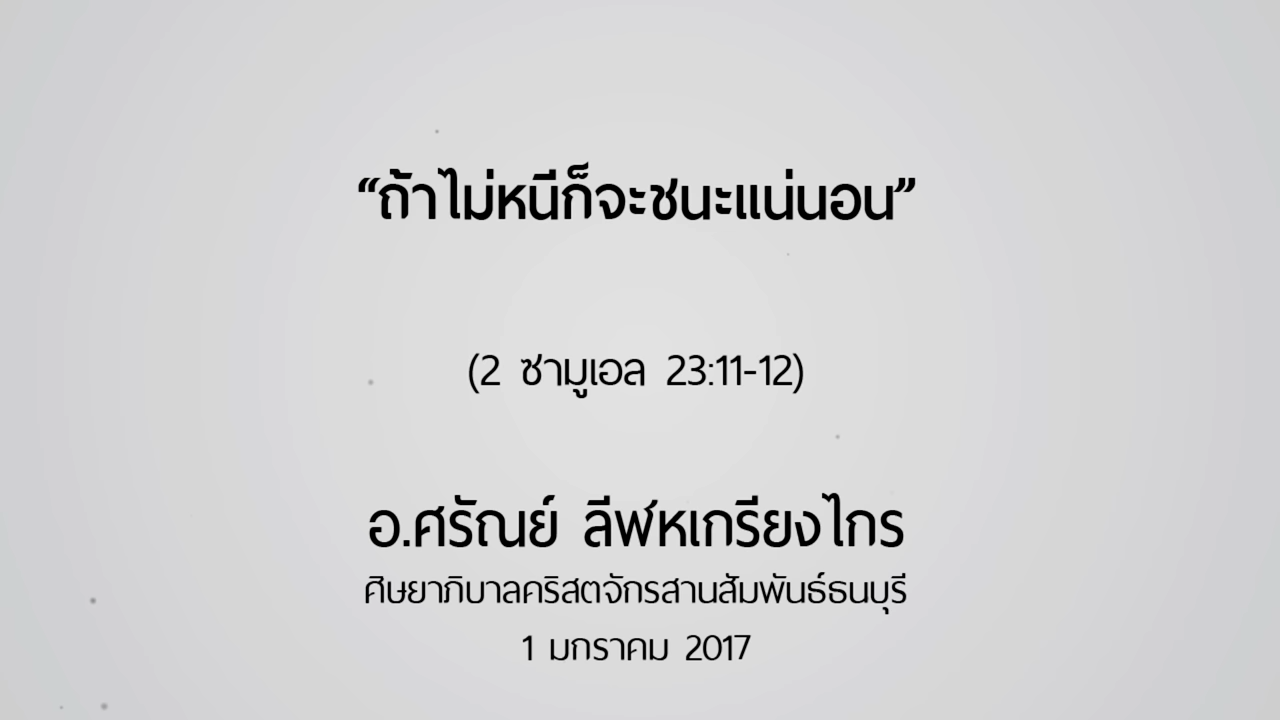 “ถ้าไม่หนีก็จะชนะแน่นอน”
(2 ซามูเอล 23:11-12)
อ.ศรัณย์ ลีฬหเกรียงไกร
ศิษยาภิบาลคริสตจักรสานสัมพันธ์ธนบุรี
1 มกราคม 2017